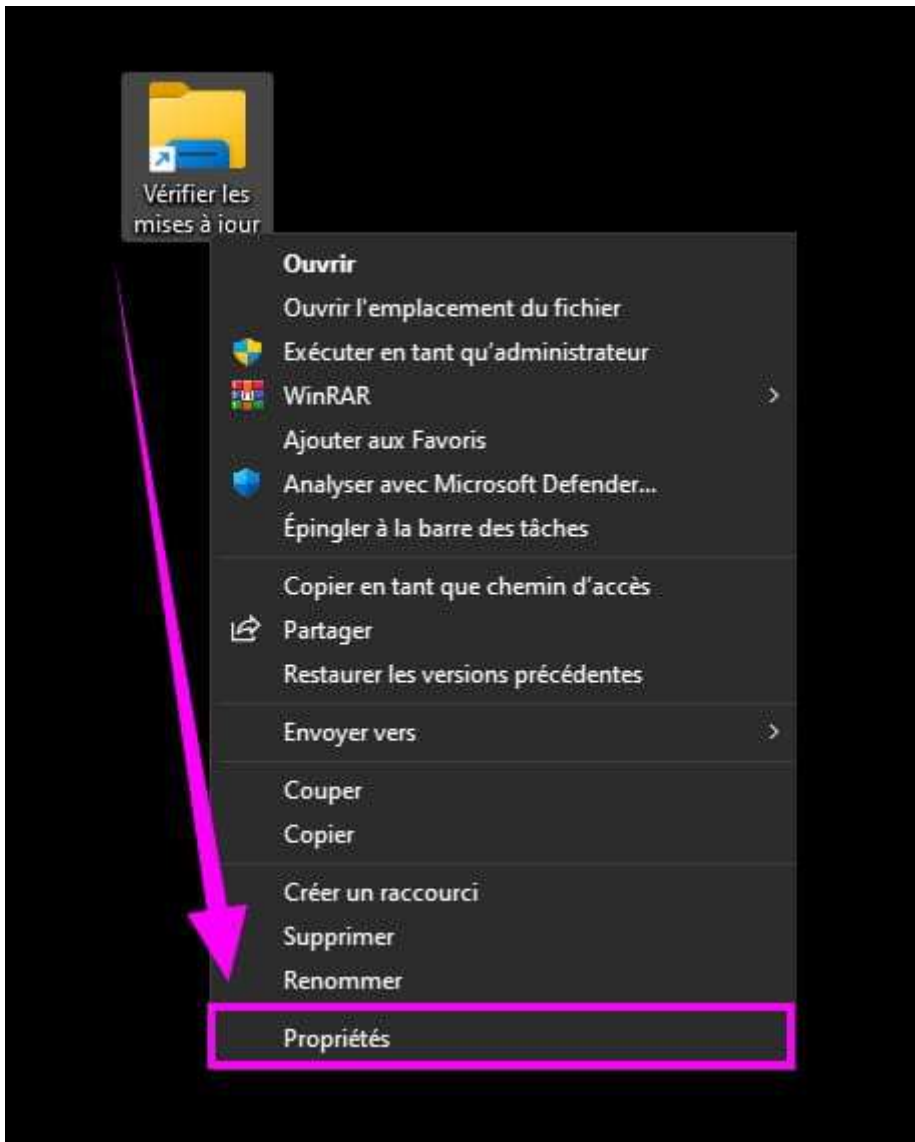 Vérifier les
mises à jour
Ouvrir
Ouvrir l'emplacement du fichier
Exécuter en tant qu'administrateur
WinRAR
Ajouter aux Favoris
Analyser avec Microsoft Defender...
Épingler à la barre des tâches
Copier en tant que chemin d'accès
Partager
Restaurer les versions précédentes
Envoyer vers
Couper
Copier
Créer un raccourci
Supprimer
Renommer
Propriétés